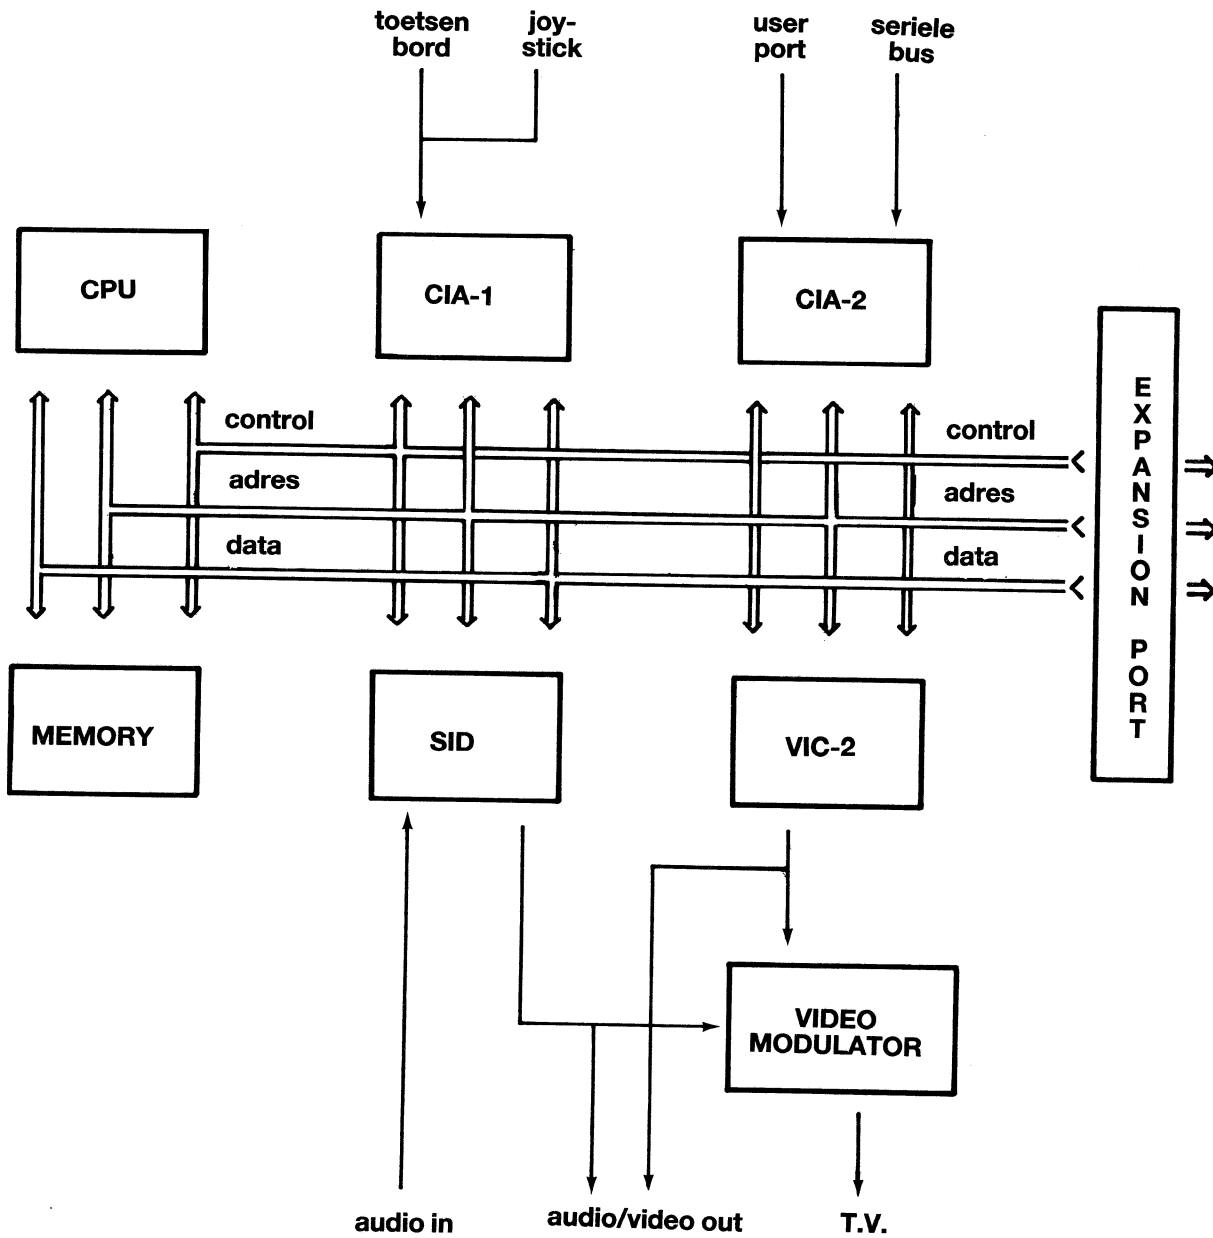 toetsen
bord
joy-
stick
user
port
seriele
bus
CPU
CIA-1
CIA-2
control
adres
data
control
adres
data
EXPANSION PORT
MEMORY
SID
VIC-2
VIDEO
MODULATOR
audio in
audio/video out
T.V.